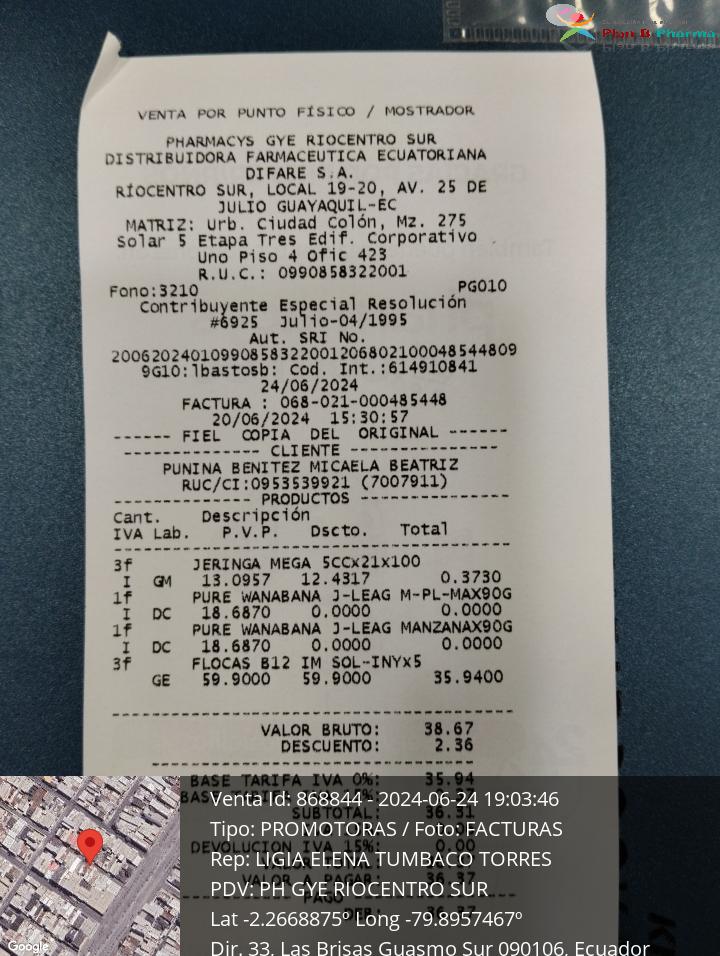 Plan B Pharma
VENTA POR PUNTO FÍSICO / MOSTRADOR
PHARMACYS GYE RIOCENTRO SUR
DISTRIBUIDORA FARMACEUTICA ECUATORIANA
DIFARE S.A.
RÍOCENTRO SUR, LOCAL 19-20, AV. 25 DE
JULIO GUAYAQUIL-EC
MATRIZ: Urb. Ciudad Colón, Mz. 275
Solar 5 Etapa Tres Edif. Corporativo
Uno Piso 4 Ofic 423
R.U.C.: 0990858322001
Fono:3210 PG010
Contribuyente Especial Resolución
#6925 Julio-04/1995
Aut. SRI No.
2006202401099085832200120680210004854 4809
9G10:lbastosb: Cod. Int.:614910841
24/06/2024
FACTURA : 068-021-000485448
20/06/2024 15:30:57
------ FIEL COPIA DEL ORIGINAL ------
-------------- CLIENTE --------------
PUNINA BENITEZ MICAELA BEATRIZ
RUC/CI:0953539921 (7007911)
-------------- PRODUCTOS --------------
Cant. Descripción
IVA Lab. P.V.P. Dscto. Total
3f JERINGA MEGA 5CCx21x100
I GM 13.0957 12.4317 0.3730
1f PURE WANABANA J-LEAG M-PL-MAX90G
I DC 18.6870 0.0000 0.0000
1f PURE WANABANA J-LEAG MANZANAX90G
I DC 18.6870 0.0000 0.0000
3f FLOCAS B12 IM SOL-INYx5
GE 59.9000 59.9000 35.9400
VALOR BRUTO: 38.67
DESCUENTO: 2.36
BASE TARIFA IVA 0%: 35.94
BASE
SUBTOTAL: 36.31
DEVOLUCION IVA 15%: 0.00
VALOR A PAGAR: 36.37
PAGO
Venta Id: 868844 - 2024-06-24 19:03:46
Tipo: PROMOTORAS / Foto: FACTURAS
Rep: LIGIA ELENA TUMBACO TORRES
PDV: PH GYE RIOCENTRO SUR
Lat -2.2668875º Long -79.8957467º
Dir. 33, Las Brisas Guasmo Sur 090106, Ecuador
Google